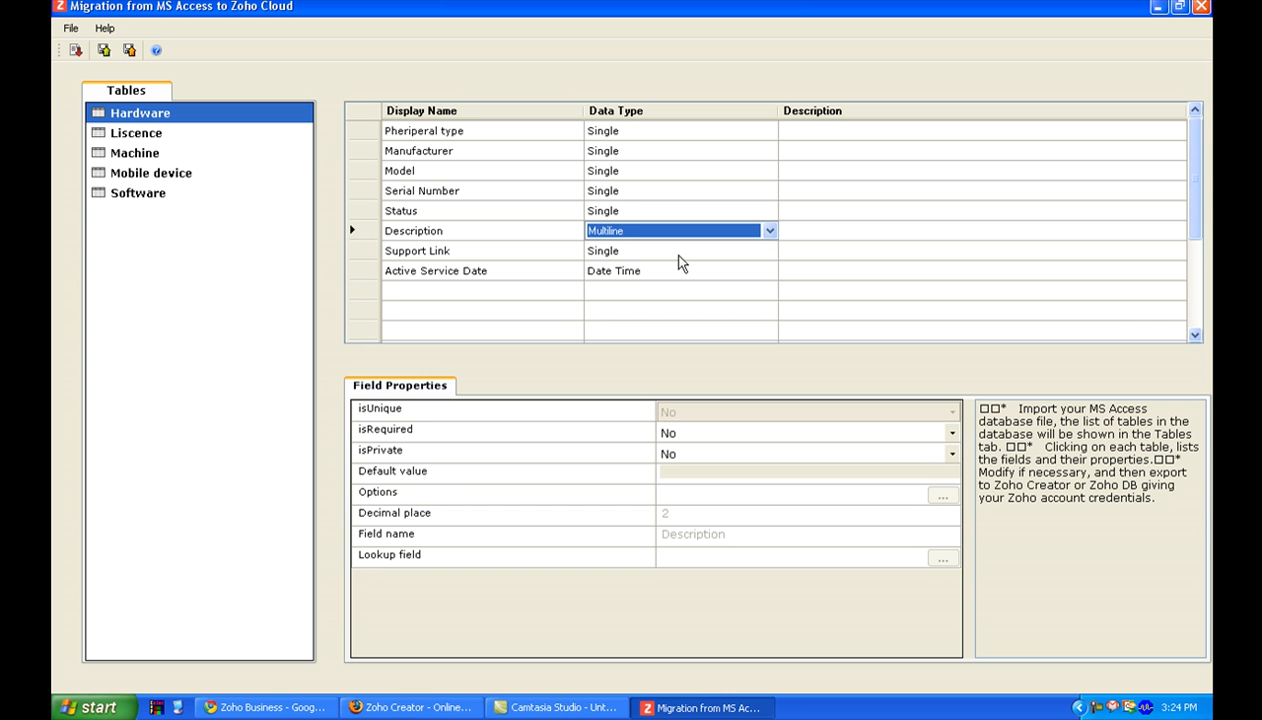 Migration from MS Access to Zoho Cloud
File Help
Tables
Hardware
Liscence
Machine
Mobile device
Software
Display Name Data Type Description
Pheriperal type Single
Manufacturer Single
Model Single
Serial Number Single
Status Single
Description Multiline
Support Link Single
Active Service Date Date Time
Field Properties
isUnique No
isRequired No
isPrivate No
Default value
Options ...
Decimal place 2
Field name Description
Lookup field ...
□□* Import your MS Access
database file, the list of tables in the
database will be shown in the Tables
tab. □□* Clicking on each table, lists
the fields and their properties.□□*
Modify if necessary, and then export
to Zoho Creator or Zoho DB giving
your Zoho account credentials.
start Zoho Business - Goog... Zoho Creator - Online... Camtasia Studio - Unt... Migration from MS Ac... 3:24 PM